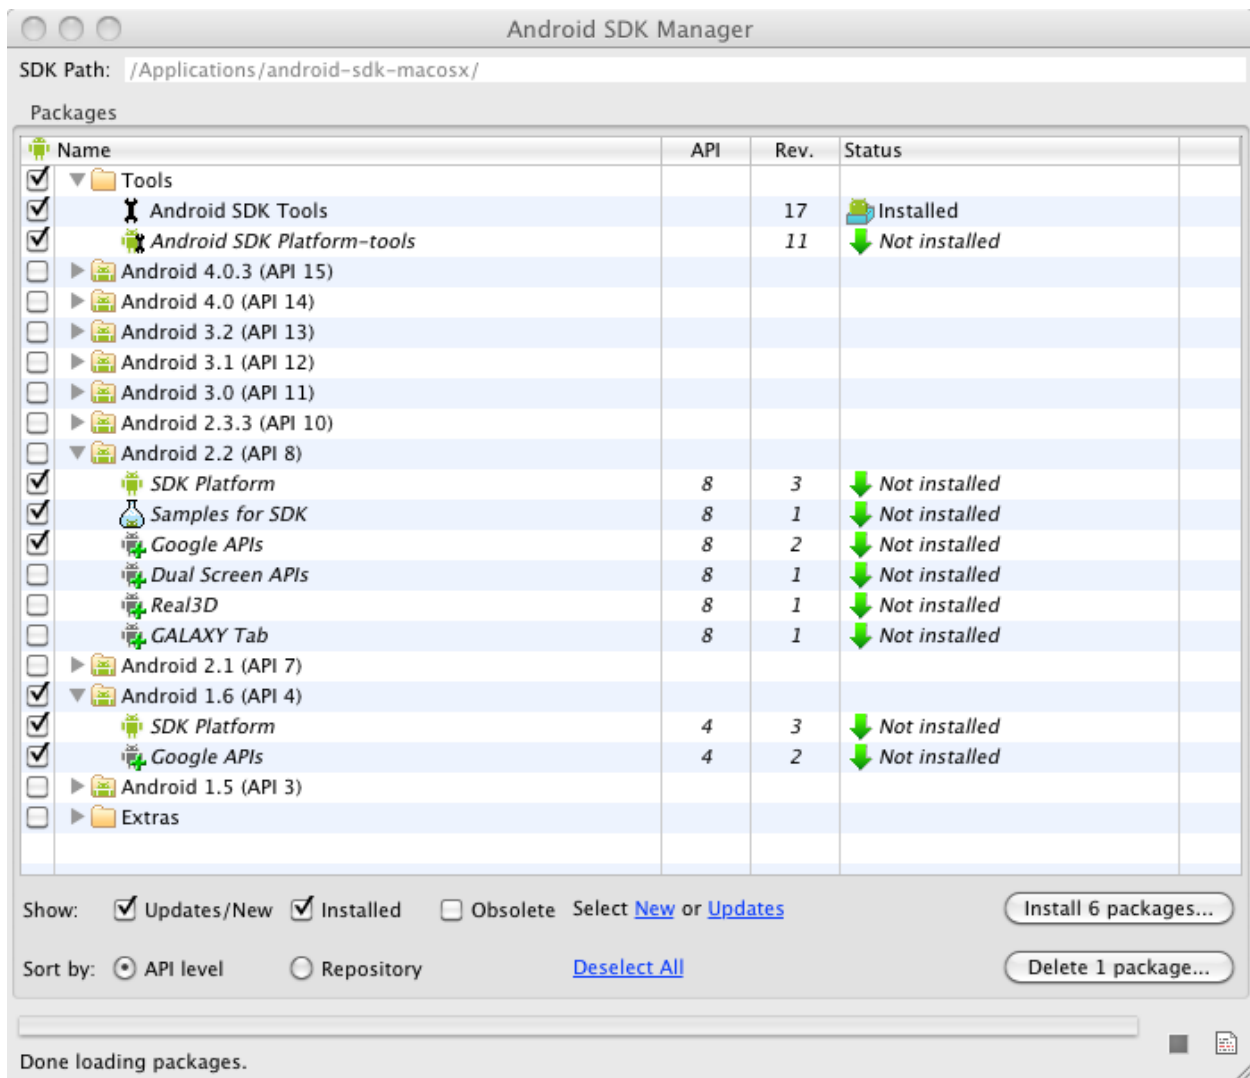 Android SDK Manager
SDK Path: /Applications/android-sdk-macosx/
Packages
Name API Rev. Status
Tools
Android SDK Tools 17 Installed
Android SDK Platform-tools 11 Not installed
Android 4.0.3 (API 15)
Android 4.0 (API 14)
Android 3.2 (API 13)
Android 3.1 (API 12)
Android 3.0 (API 11)
Android 2.3.3 (API 10)
Android 2.2 (API 8)
SDK Platform 8 3 Not installed
Samples for SDK 8 1 Not installed
Google APIs 8 2 Not installed
Dual Screen APIs 8 1 Not installed
Real3D 8 1 Not installed
GALAXY Tab 8 1 Not installed
Android 2.1 (API 7)
Android 1.6 (API 4)
SDK Platform 4 3 Not installed
Google APIs 4 2 Not installed
Android 1.5 (API 3)
Extras
Show: Updates/New Installed Obsolete Select New or Updates Install 6 packages...
Sort by: API level Repository Deselect All Delete 1 package...
Done loading packages.